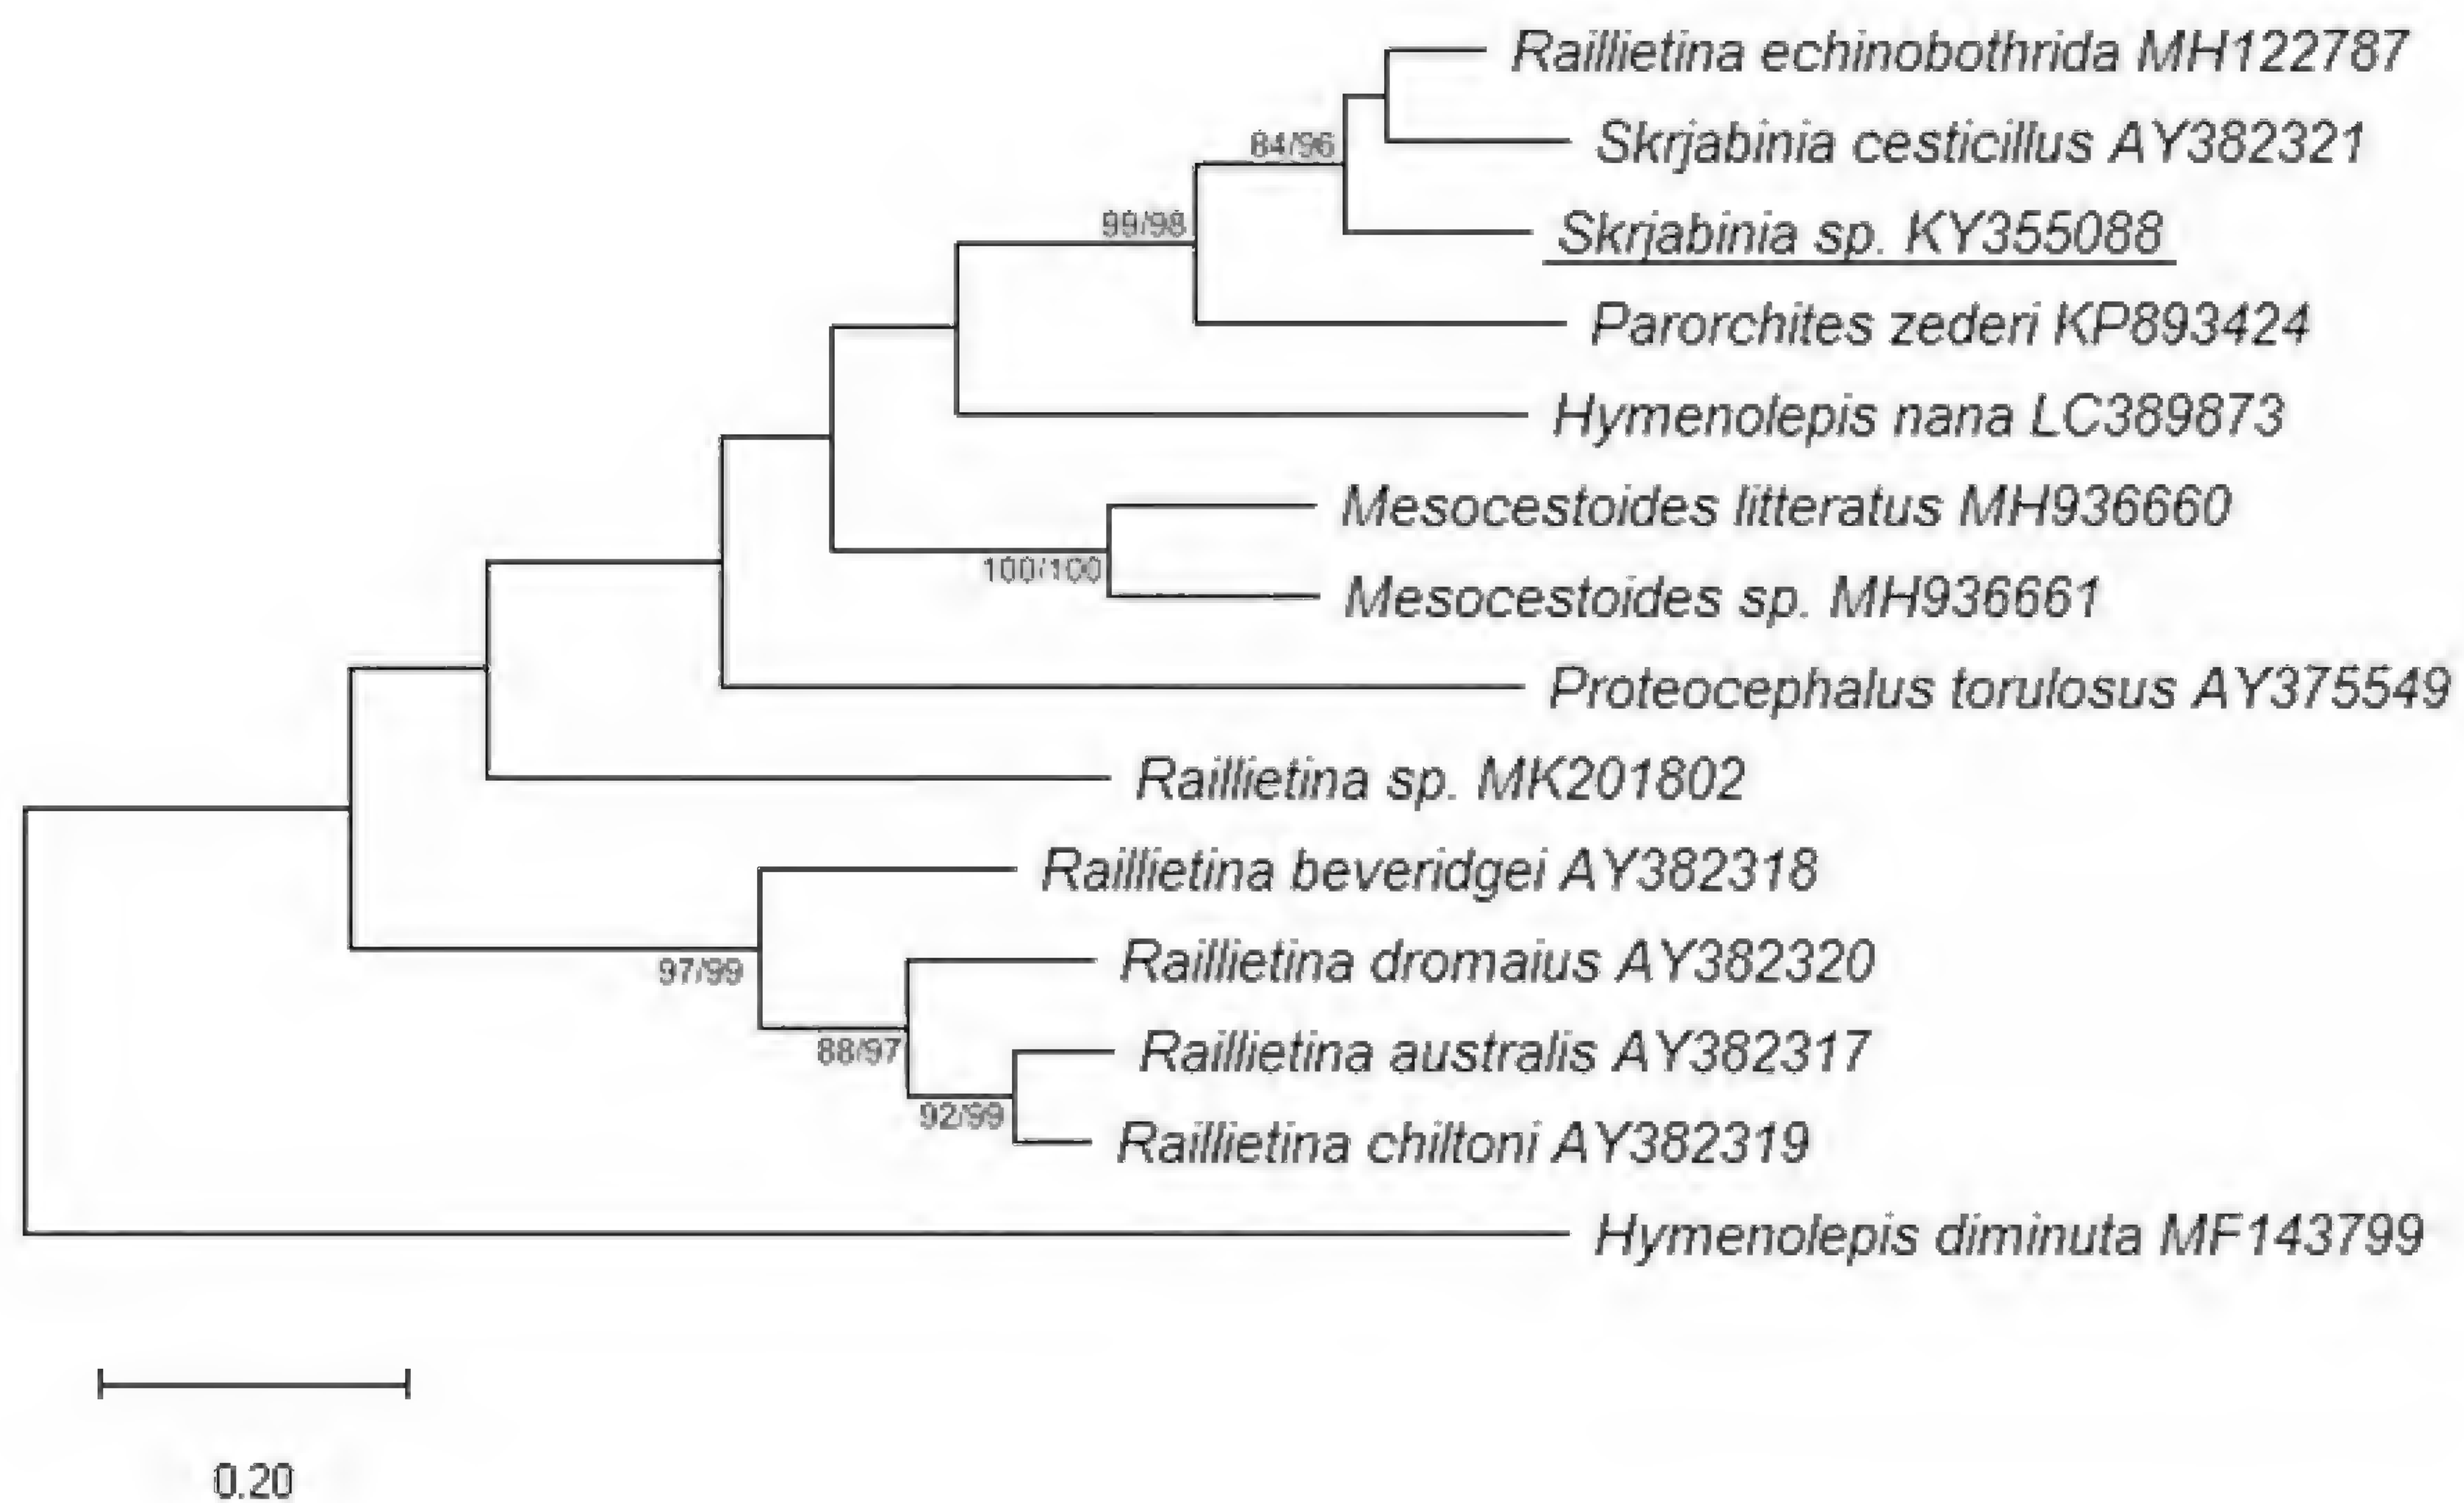 Raillietina echinobothrida MH122787
84/96
Skrjabinia cesticillus AY382321
99/98
Skrjabinia sp. KY355088
Parorchites zederi KP893424
Hymenolepis nana LC389873
Mesocestoides litteratus MH936660
100/100
Mesocestoides sp. MH936661
Proteocephalus torulosus AY375549
Raillietina sp. MK201802
Raillietina beveridgei AY382318
97/99
Raillietina dromaius AY382320
88/97
Raillietina australis AY382317
92/99
Raillietina chiltoni AY382319
Hymenolepis diminuta MF143799
0.20